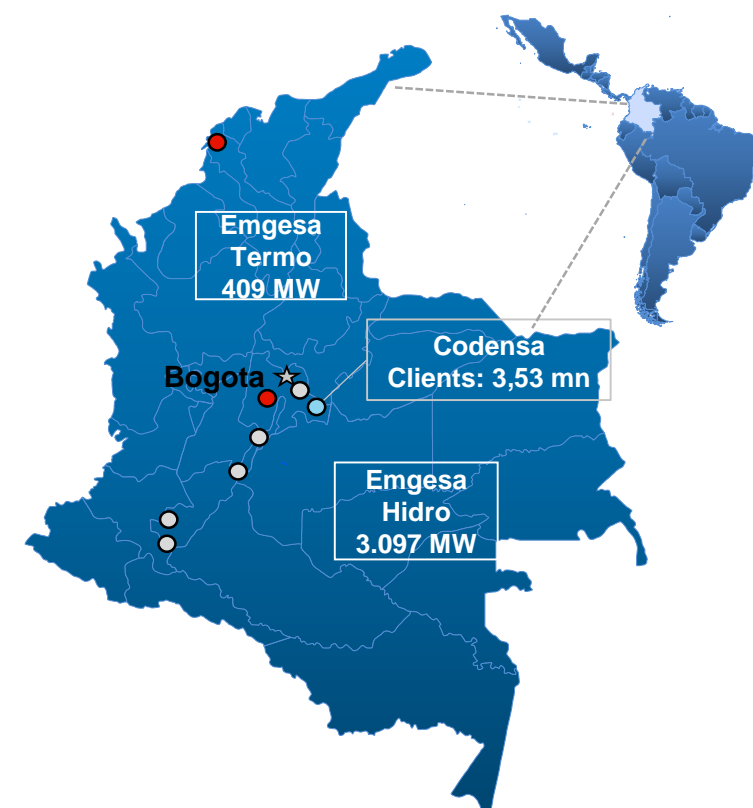 Emgesa
Termo
409 MW
Codensa
Clients: 3,53 mn
Bogota
Emgesa
Hidro
3.097 MW